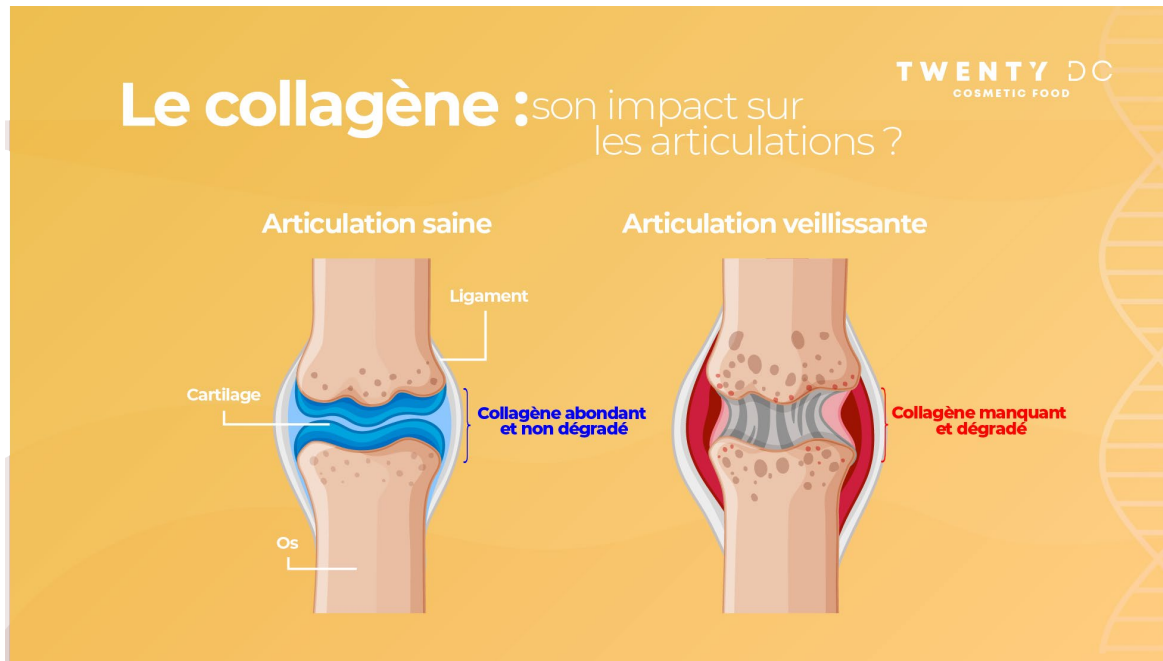 TWENTY DC
COSMETIC FOOD
Le collagène : son impact sur
les articulations ?
Articulation saine
Articulation veillissante
Ligament
Cartilage
Collagène abondant
et non dégradé
Collagène manquant
et dégradé
Os